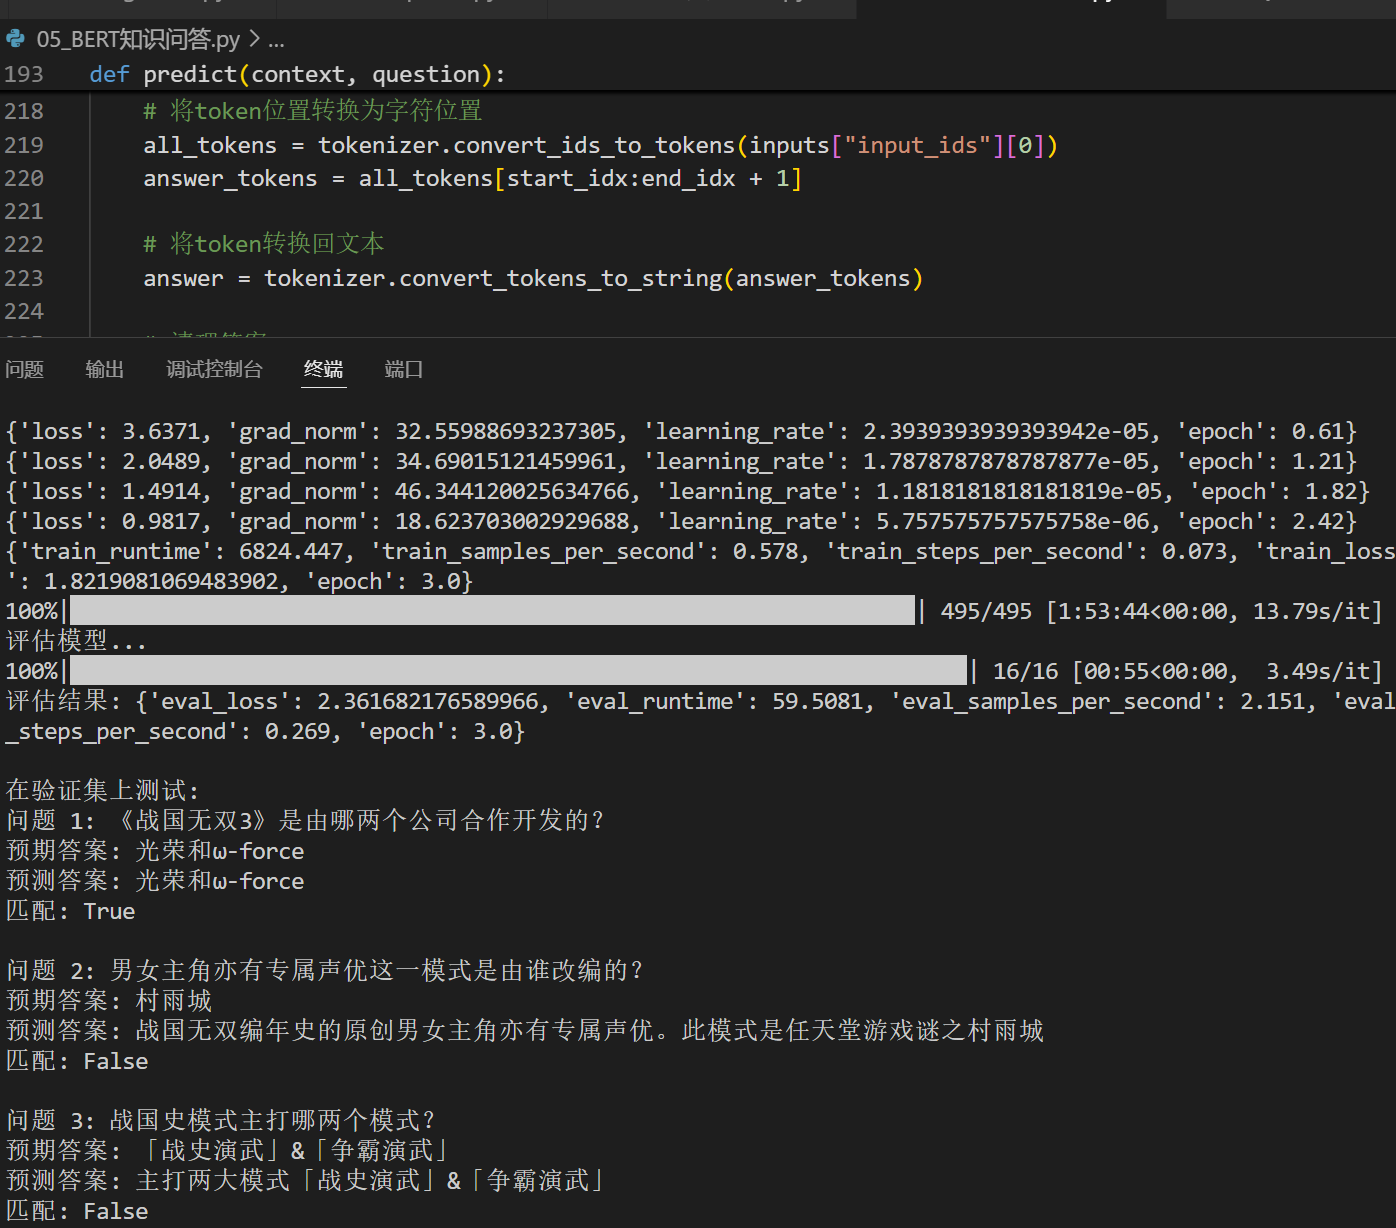 05_BERT知识问答.py > ...
193 def predict(context, question):
218 # 将token位置转换为字符位置
219 all_tokens = tokenizer.convert_ids_to_tokens(inputs["input_ids"][0])
220 answer_tokens = all_tokens[start_idx:end_idx + 1]
221
222 # 将token转换回文本
223 answer = tokenizer.convert_tokens_to_string(answer_tokens)
224
问题 输出 调试控制台 终端 端口
{'loss': 3.6371, 'grad_norm': 32.55988693237305, 'learning_rate': 2.3939393939393942e-05, 'epoch': 0.61}
{'loss': 2.0489, 'grad_norm': 34.69015121459961, 'learning_rate': 1.7878787878787877e-05, 'epoch': 1.21}
{'loss': 1.4914, 'grad_norm': 46.344120025634766, 'learning_rate': 1.1818181818181819e-05, 'epoch': 1.82}
{'loss': 0.9817, 'grad_norm': 18.623703002929688, 'learning_rate': 5.757575757575758e-06, 'epoch': 2.42}
{'train_runtime': 6824.447, 'train_samples_per_second': 0.578, 'train_steps_per_second': 0.073, 'train_loss
': 1.8219081069483902, 'epoch': 3.0}
100%| | 495/495 [1:53:44<00:00, 13.79s/it]
评估模型...
100%| | 16/16 [00:55<00:00, 3.49s/it]
评估结果: {'eval_loss': 2.361682176589966, 'eval_runtime': 59.5081, 'eval_samples_per_second': 2.151, 'eval
_steps_per_second': 0.269, 'epoch': 3.0}
在验证集上测试:
问题 1: 《战国无双3》是由哪两个公司合作开发的?
预期答案: 光荣和ω-force
预测答案: 光荣和ω-force
匹配: True
问题 2: 男女主角亦有专属声优这一模式是由谁改编的?
预期答案: 村雨城
预测答案: 战国无双编年史的原创男女主角亦有专属声优。此模式是任天堂游戏谜之村雨城
匹配: False
问题 3: 战国史模式主打哪两个模式?
预期答案: 「战史演武」&「争霸演武」
预测答案: 主打两大模式「战史演武」&「争霸演武」
匹配: False